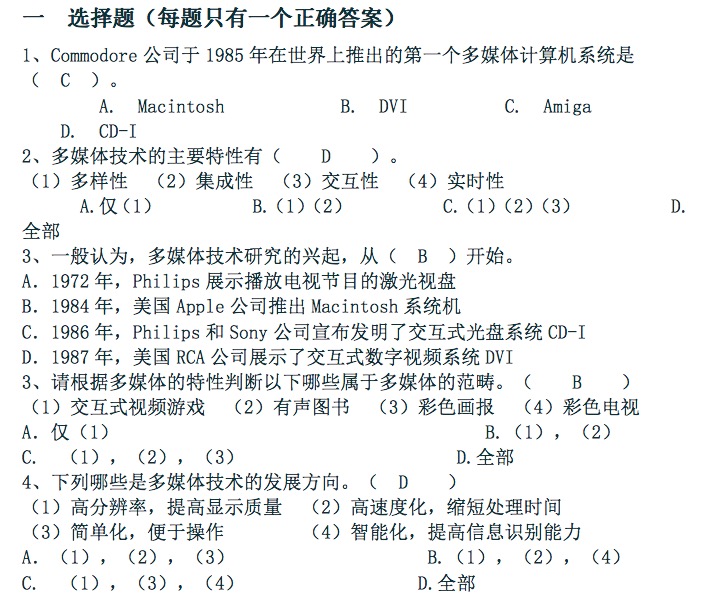 一 选择题（每题只有一个正确答案）
1、Commodore 公司于 1985 年在世界上推出的第一个多媒体计算机系统是
（ C ）。
A. Macintosh B. DVI C. Amiga
D. CD-I
2、多媒体技术的主要特性有（ D ）。
（1）多样性 （2）集成性 （3）交互性 （4）实时性
A.仅（1） B.（1）（2） C.（1）（2）（3） D.
全部
3、一般认为，多媒体技术研究的兴起，从（ B ）开始。
A．1972 年，Philips 展示播放电视节目的激光视盘
B．1984 年，美国 Apple 公司推出 Macintosh 系统机
C．1986 年，Philips 和 Sony 公司宣布发明了交互式光盘系统 CD-I
D．1987 年，美国 RCA 公司展示了交互式数字视频系统 DVI
3、请根据多媒体的特性判断以下哪些属于多媒体的范畴。（ B ）
（1）交互式视频游戏 （2）有声图书 （3）彩色画报 （4）彩色电视
A．仅（1） B.（1），（2）
C. （1），（2），（3） D.全部
4、下列哪些是多媒体技术的发展方向。（ D ）
（1）高分辨率，提高显示质量 （2）高速度化，缩短处理时间
（3）简单化，便于操作 （4）智能化，提高信息识别能力
A．（1），（2），（3） B.（1），（2），（4）
C. （1），（3），（4） D.全部